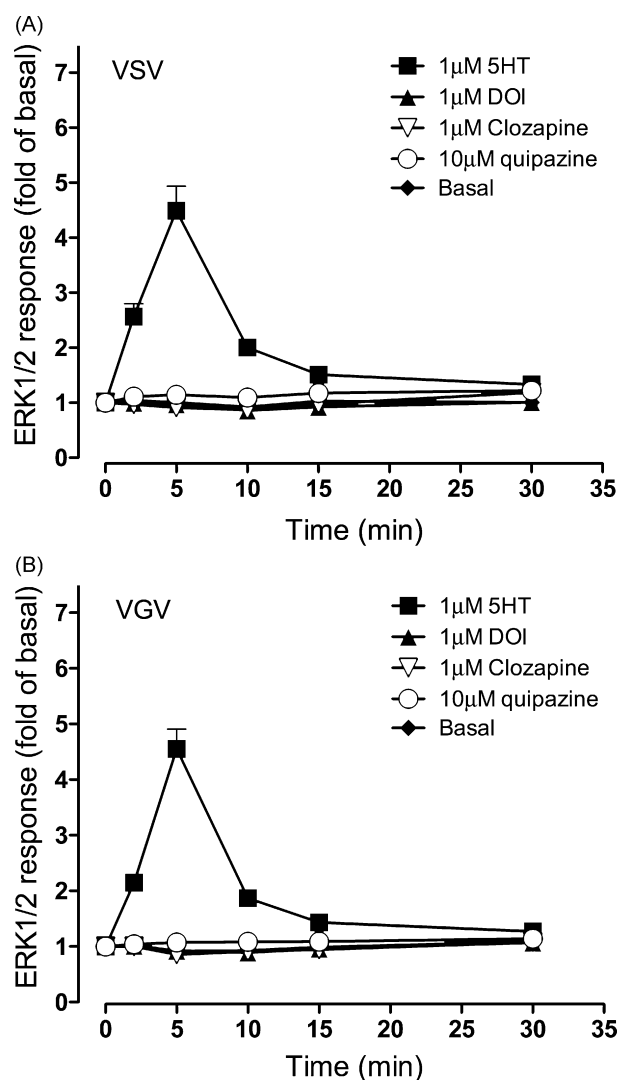 (A)
VSV
ERK1/2 response (fold of basal)
7
6
5
4
3
2
1
0
1μM 5HT
1μM DOI
1μM Clozapine
10μM quipazine
Basal
0 5 10 15 20 25 30 35
Time (min)
(B)
VGV
ERK1/2 response (fold of basal)
7
6
5
4
3
2
1
0
1μM 5HT
1μM DOI
1μM Clozapine
10μM quipazine
Basal
0 5 10 15 20 25 30 35
Time (min)